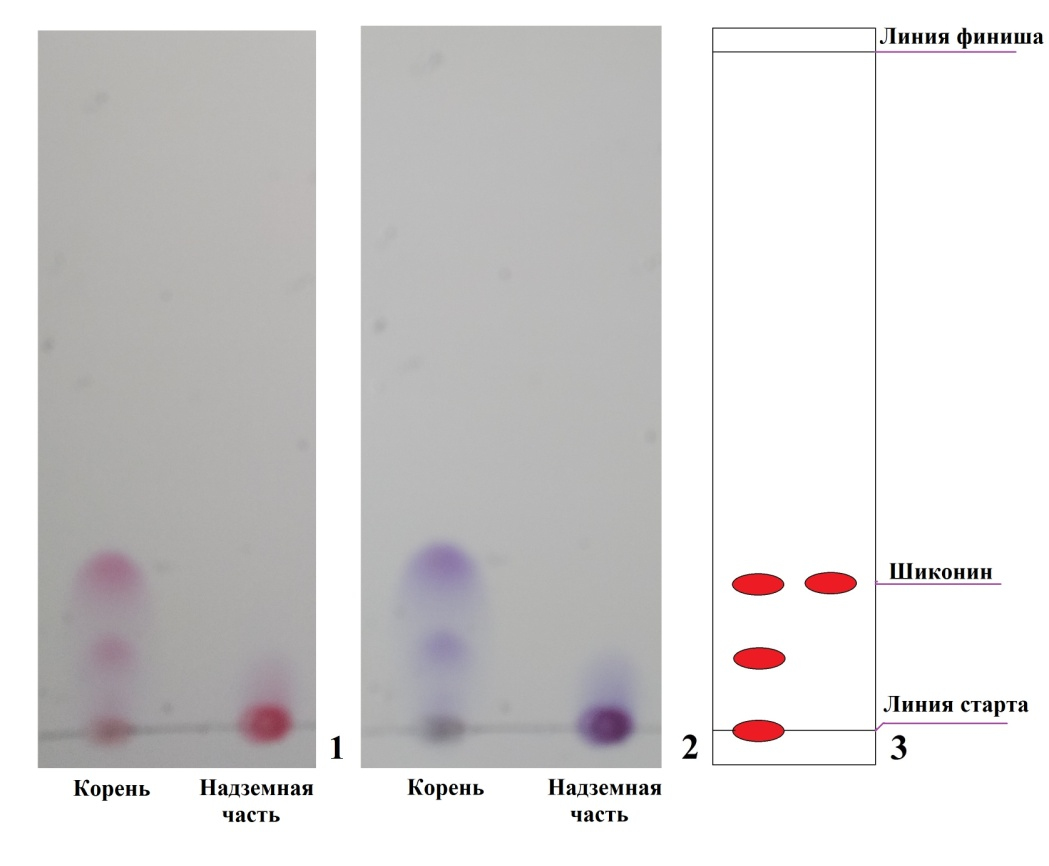 Линия финиша
Шиконин
Линия старта
1
2
3
Корень
Надземная
часть
Корень
Надземная
часть